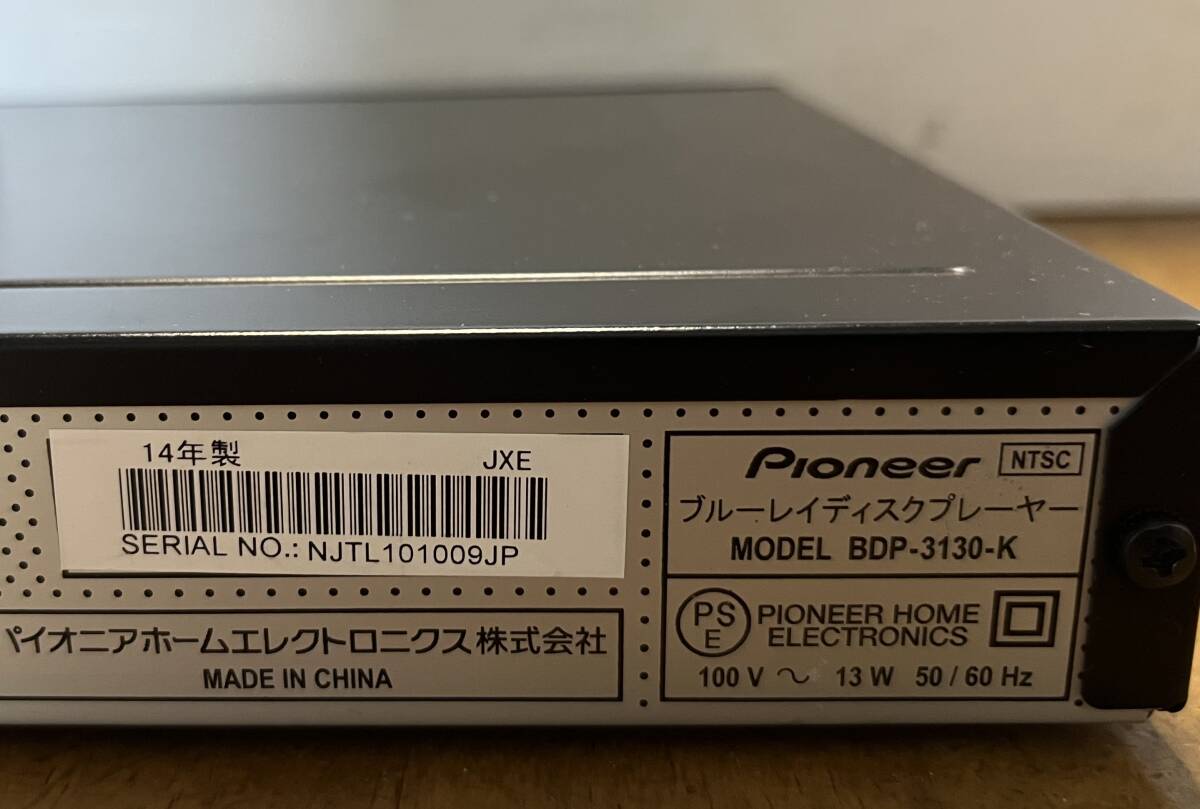 14年製 JXE
SERIAL NO.: NJTL101009JP
パイオニアホームエレクトロニクス株式会社
MADE IN CHINA
Pioneer NTSC
ブルーレイディスクプレーヤー
MODEL BDP-3130-K
PS
E
PIONEER HOME
ELECTRONICS
100 V ～ 13 W 50 / 60 Hz